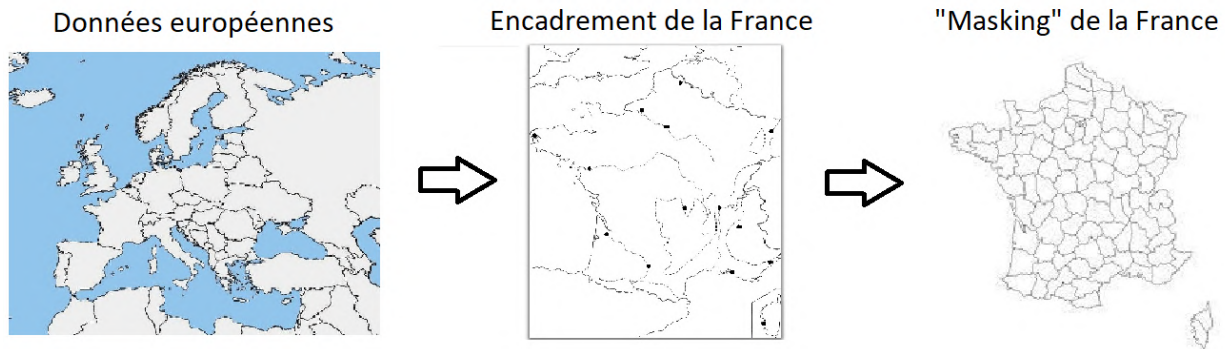 Données européennes
Encadrement de la France
"Masking" de la France